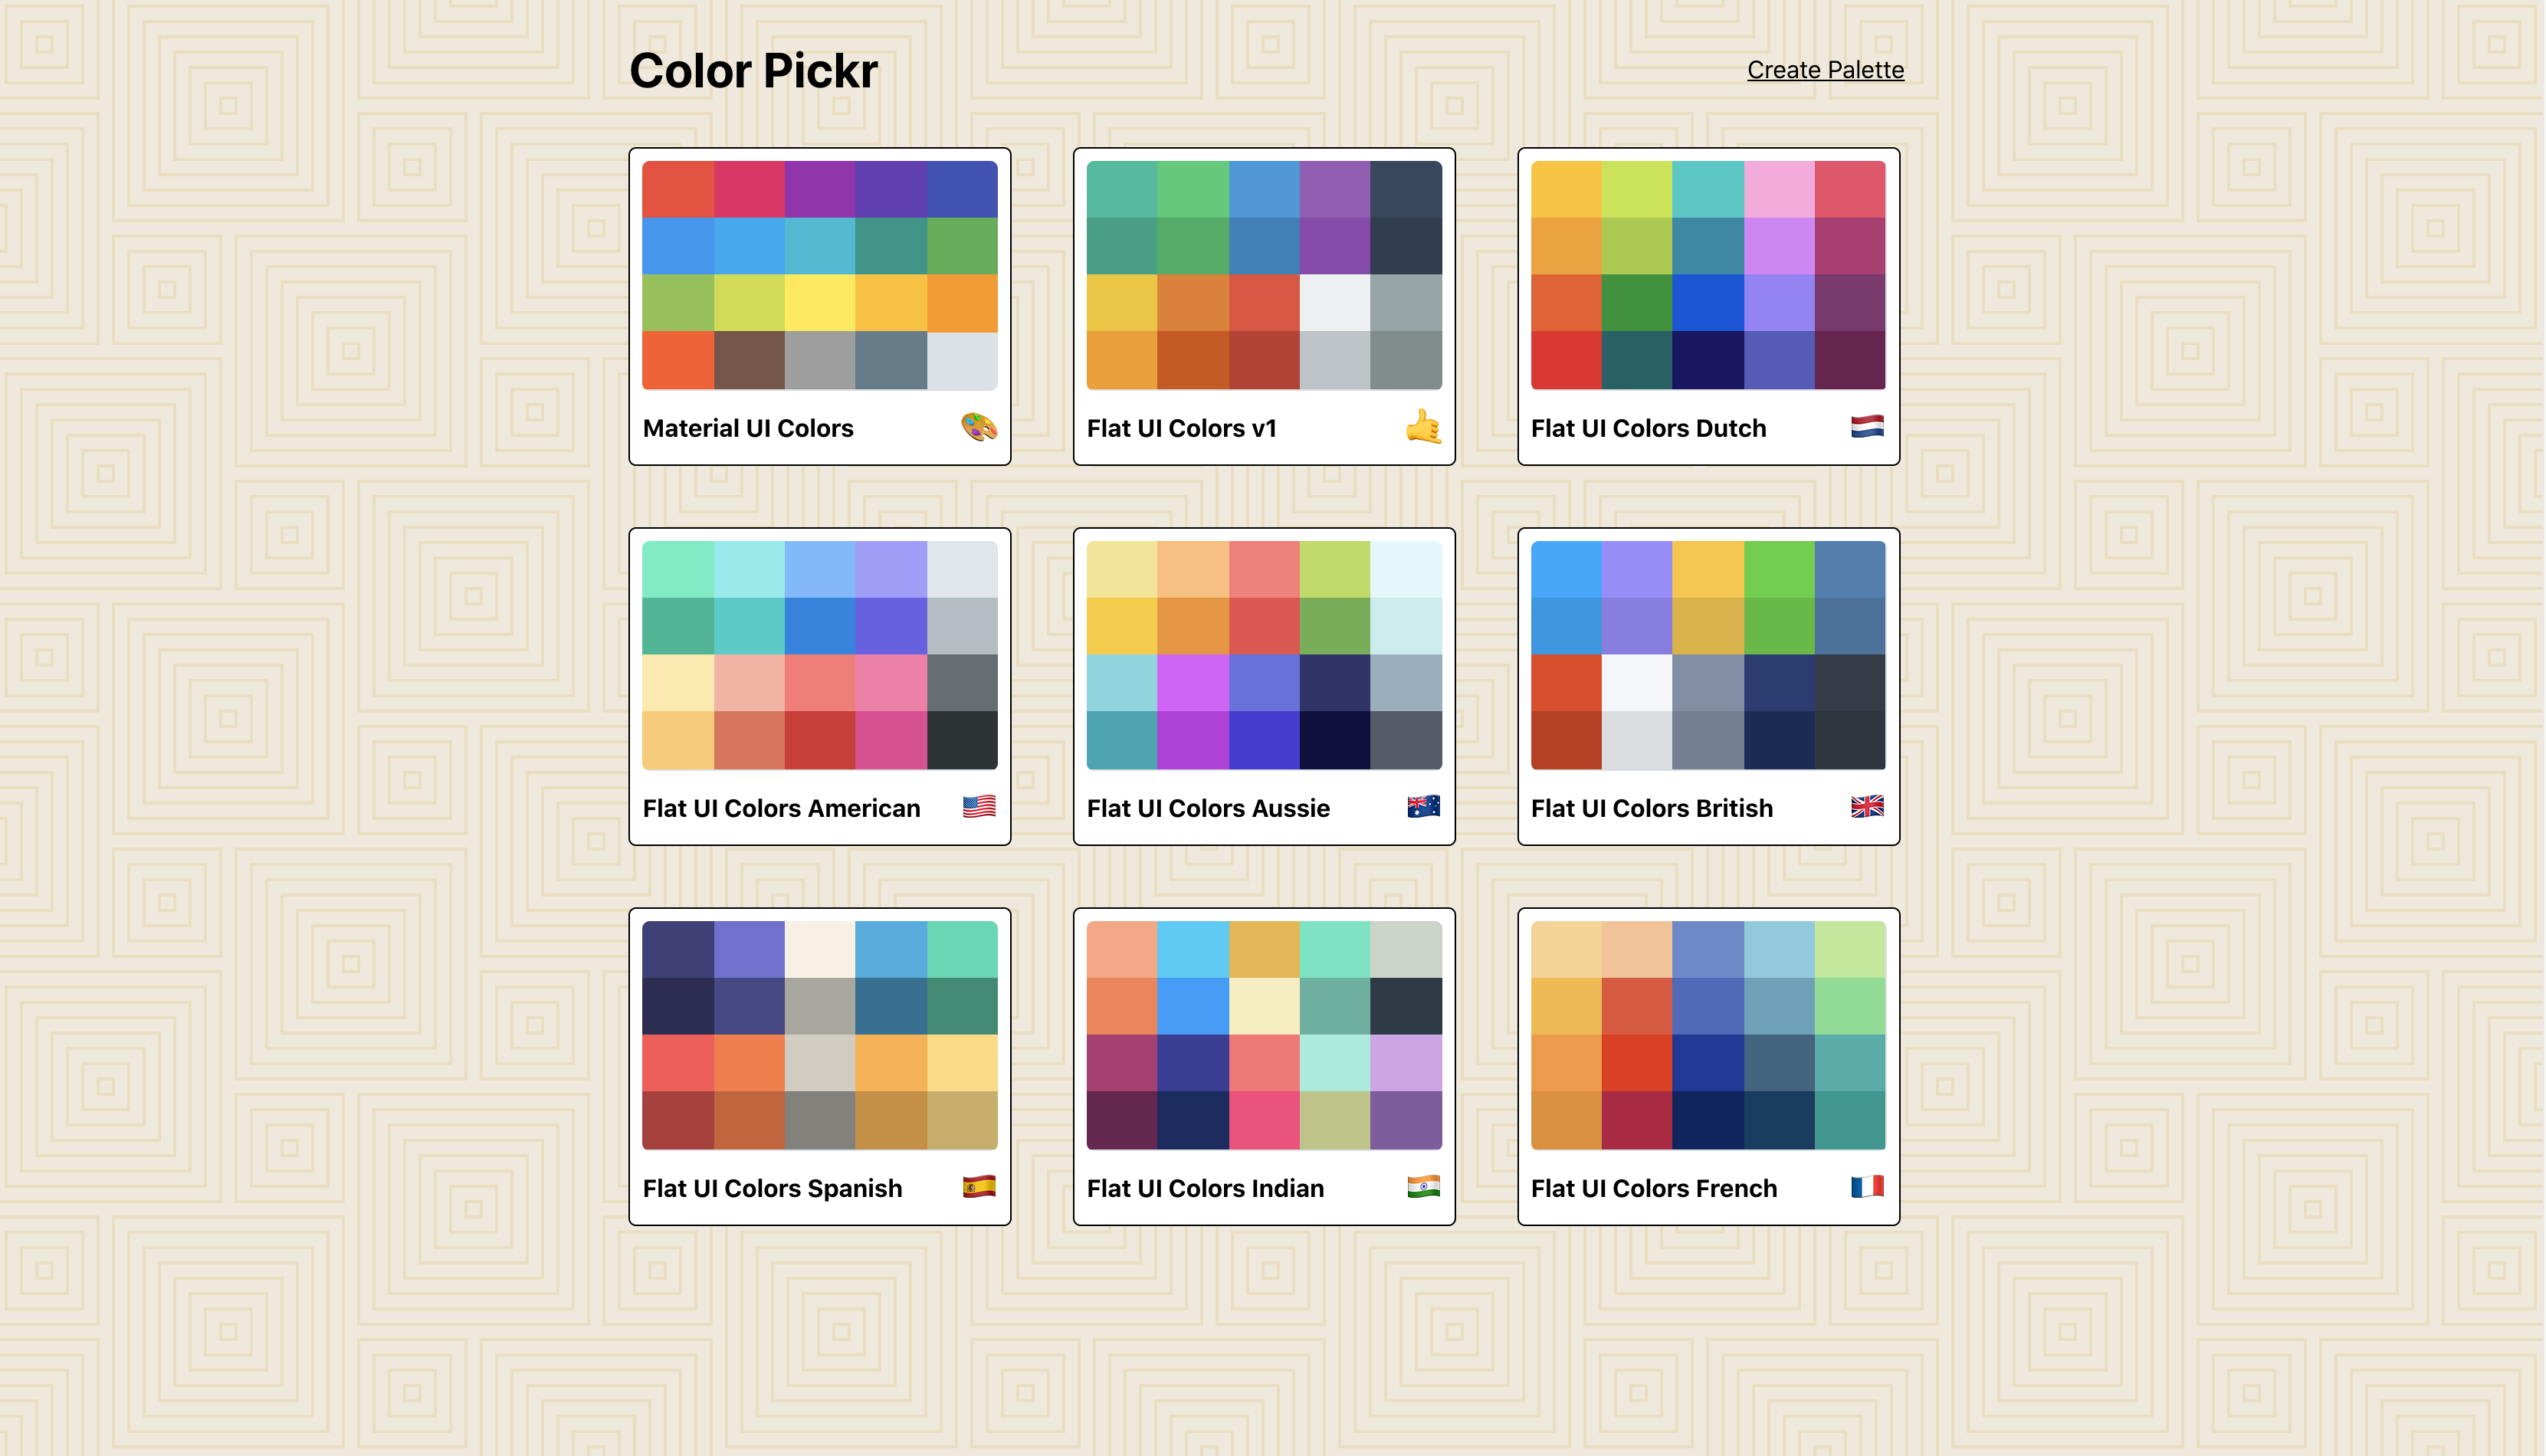 Color Pickr
Create Palette
Material UI Colors
Flat UI Colors v1
Flat UI Colors Dutch
Flat UI Colors American
Flat UI Colors Aussie
Flat UI Colors British
Flat UI Colors Spanish
Flat UI Colors Indian
Flat UI Colors French